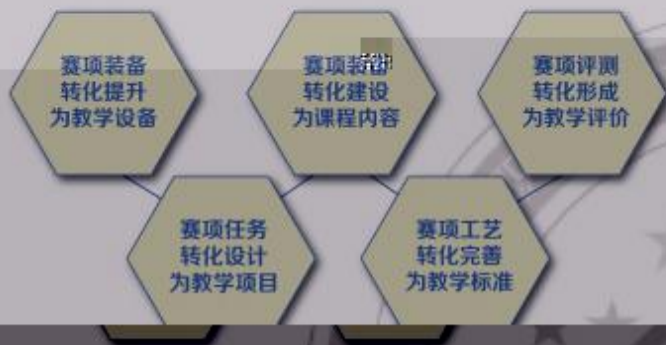 赛项装备
转化提升
为教学设备
赛项
转化建设
为课程内容
赛项评测
转化形成
为教学评价
赛项任务
转化设计
为教学项目
赛项工艺
转化完善
为教学标准